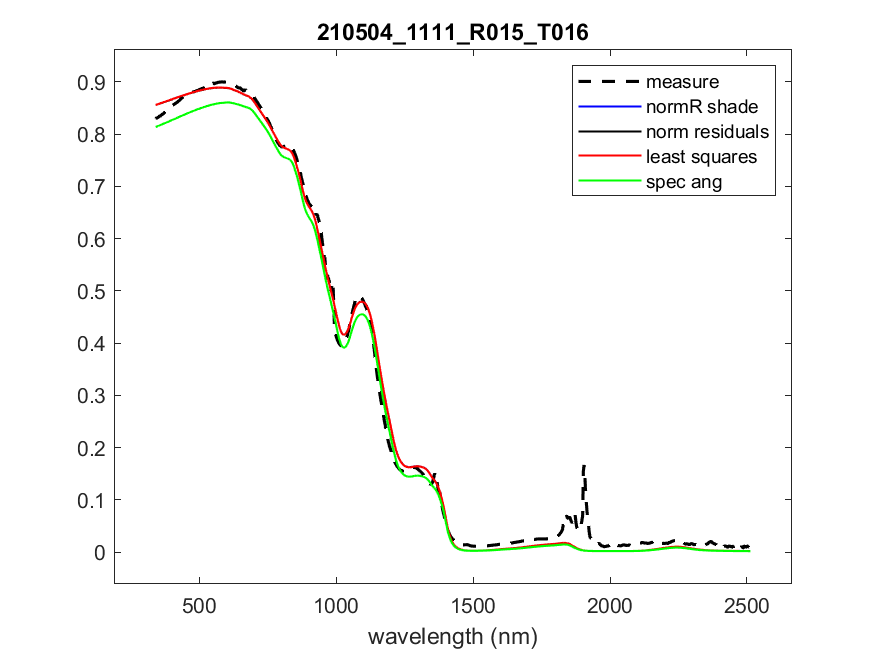 210504_1111_R015_T016
measure
normR shade
norm residuals
least squares
spec ang
0.9
0.8
0.7
0.6
0.5
0.4
0.3
0.2
0.1
0
500
1000
1500
2000
2500
wavelength (nm)